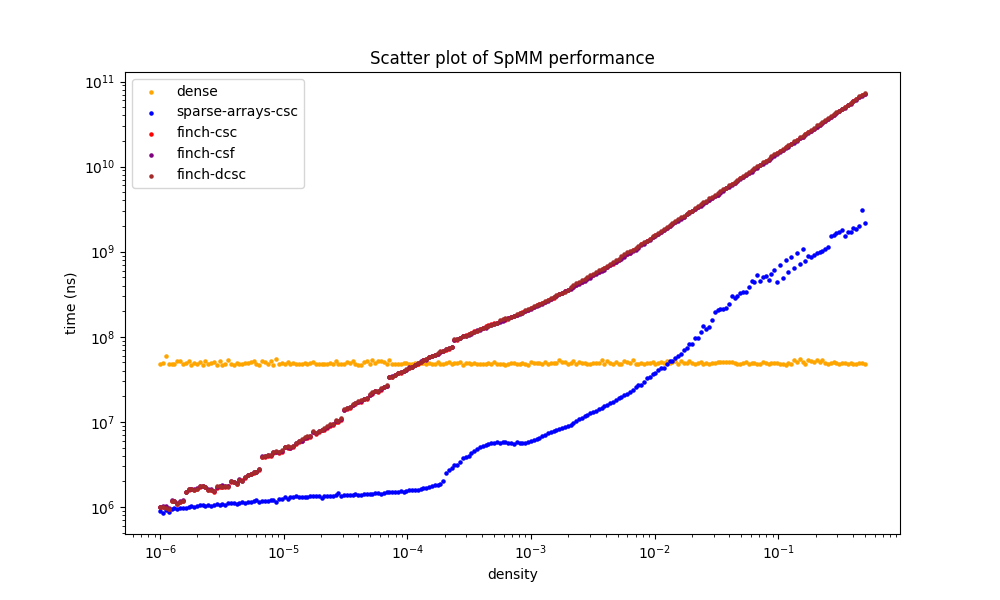 Scatter plot of SpMM performance
dense
sparse-arrays-csc
finch-csc
finch-csf
finch-dcsc
time (ns)
10¹¹
10¹⁰
10⁹
10⁸
10⁷
10⁶
10⁻⁶ 10⁻⁵ 10⁻⁴ 10⁻³ 10⁻² 10⁻¹
density